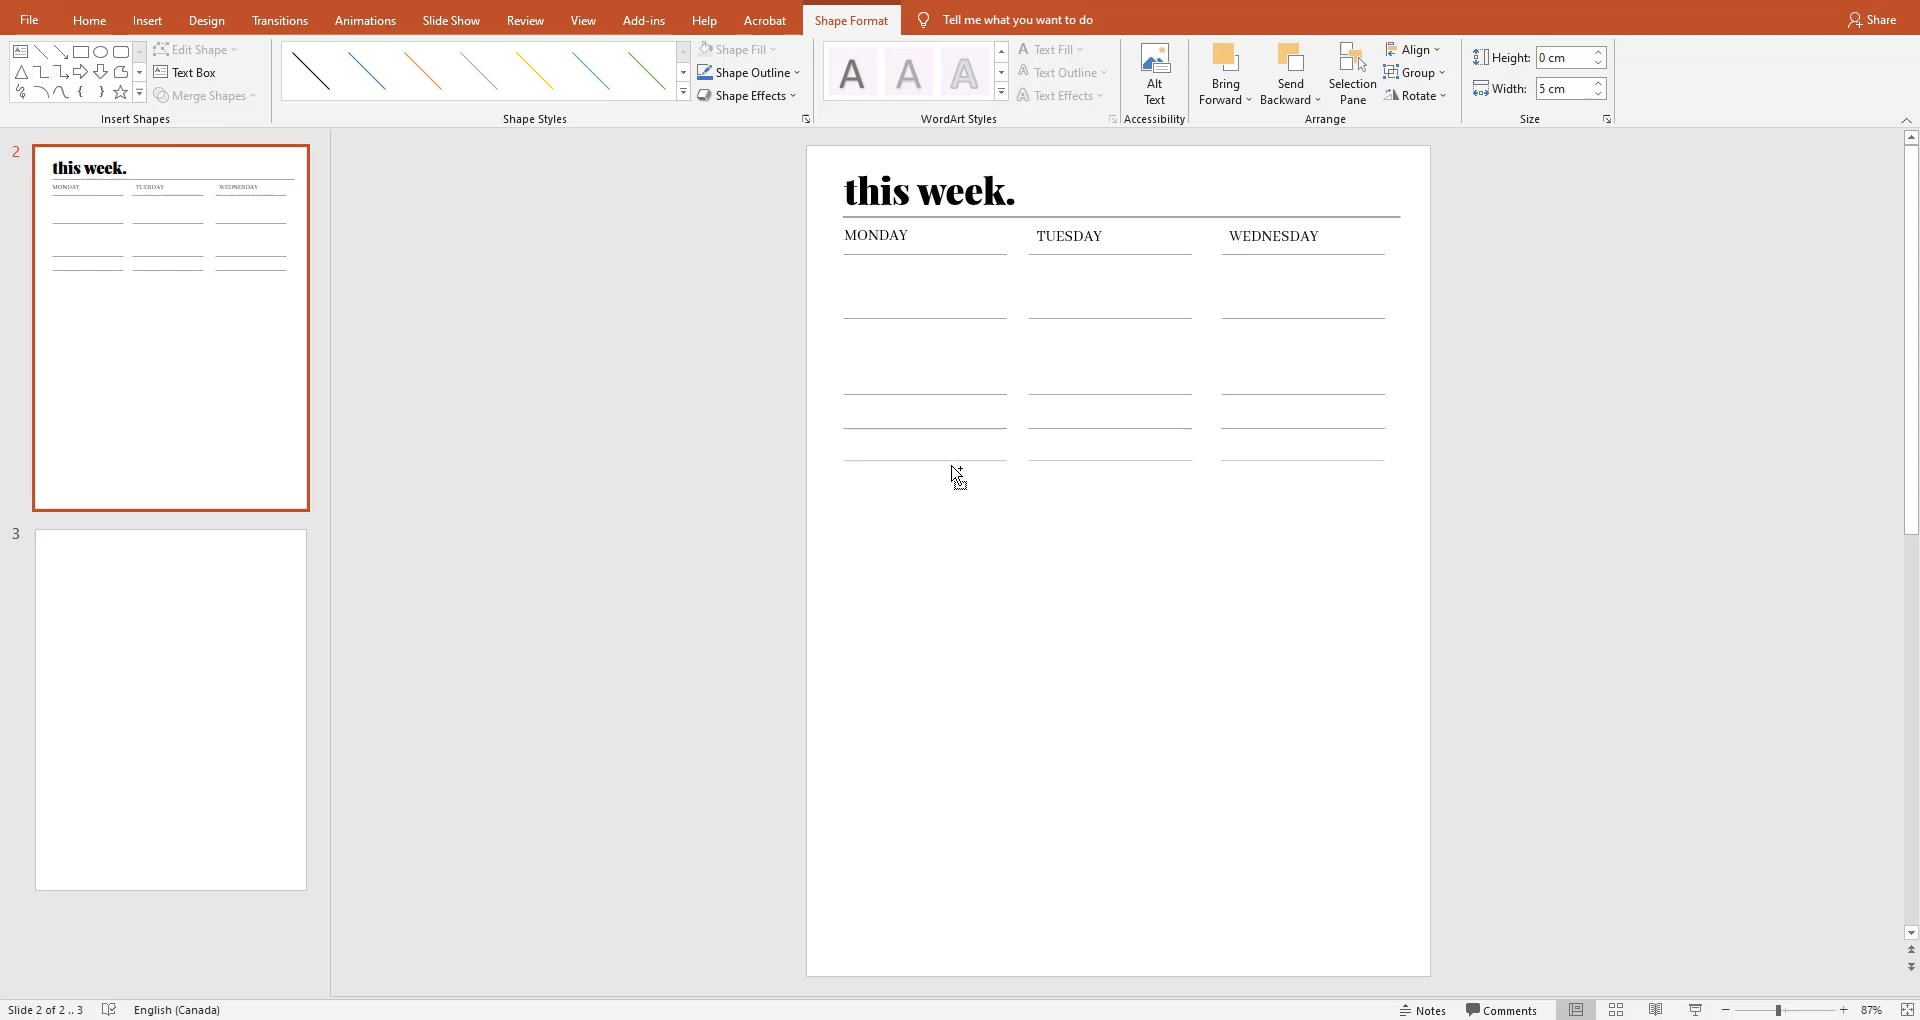 File Home Insert Design Transitions Animations Slide Show Review View Add-ins Help Acrobat Shape Format Tell me what you want to do Share
Edit Shape
Text Box
Merge Shapes
Insert Shapes
Shape Fill
Shape Outline
Shape Effects
Shape Styles
A A A
Text Fill
Text Outline
Text Effects
WordArt Styles
Alt
Text
Accessibility
Bring
Forward
Send
Backward
Selection
Pane
Align
Group
Rotate
Arrange
Height: 0 cm
Width: 5 cm
Size
2
this week.
MONDAY TUESDAY WEDNESDAY
3
this week.
MONDAY TUESDAY WEDNESDAY
Slide 2 of 2 .. 3 English (Canada) Notes Comments 87%